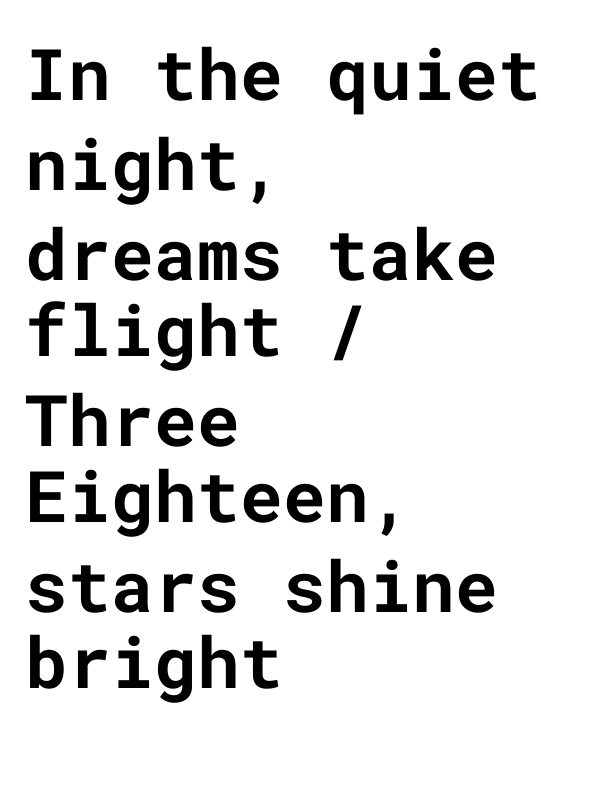 In the quiet
night,
dreams take
flight /
Three
Eighteen,
stars shine
bright